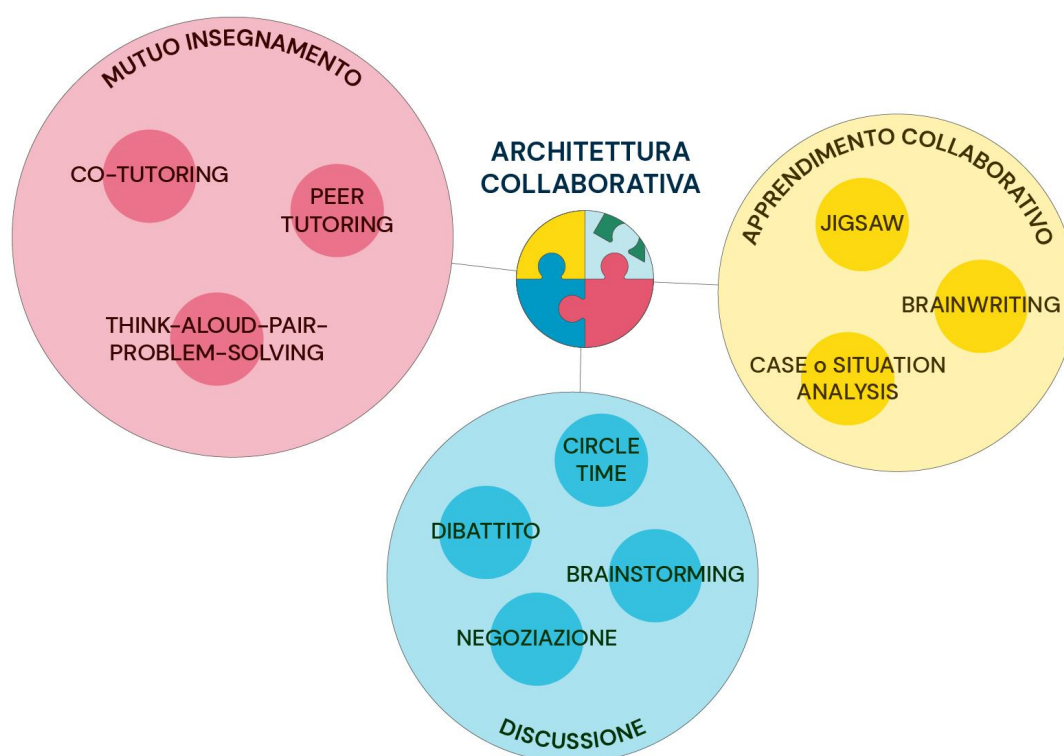 MUTUO INSEGNAMENTO
CO-TUTORING
PEER
TUTORING
THINK-ALOUD-PAIR-
PROBLEM-SOLVING
ARCHITETTURA
COLLABORATIVA
APPRENDIMENTO COLLABORATIVO
JIGSAW
BRAINWRITING
CASE o SITUATION
ANALYSIS
CIRCLE
TIME
DIBATTITO
BRAINSTORMING
NEGOZIAZIONE
DISCUSSIONE